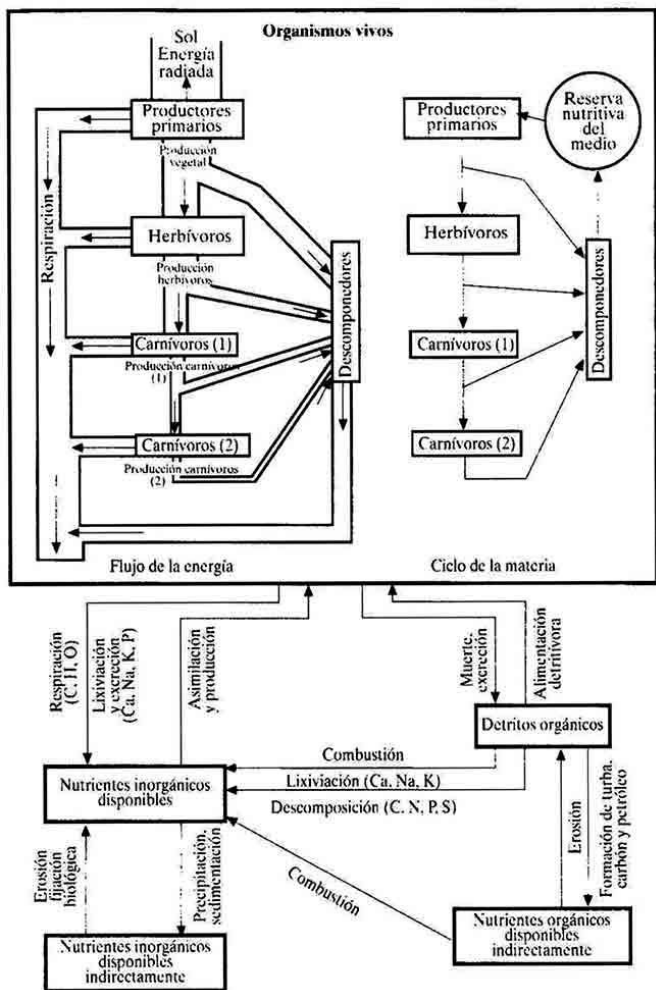 Organismos vivos
Sol
Energía
radiada
Productores
primarios
Producción
vegetal
Respiración
Herbívoros
Producción
herbívoros
Carnívoros (1)
Producción carnívoros
(1)
Carnívoros (2)
Producción carnívoros
(2)
Descomponedores
Flujo de la energía
Productores
primarios
Reserva
nutritiva
del
medio
Herbívoros
Carnívoros (1)
Carnívoros (2)
Descomponedores
Ciclo de la materia
Respiración
(C, H, O)
Lixiviación
y excreción
(Ca, Na, K, P)
Asimilación
y producción
Muerte,
excreción
Alimentación
detritívora
Detritos orgánicos
Combustión
Lixiviación (Ca, Na, K)
Descomposición (C, N, P, S)
Nutrientes inorgánicos
disponibles
Erosión
fijación
biológica
Precipitación,
sedimentación
Combustión
Erosión
Formación de turba,
carbón y petróleo
Nutrientes inorgánicos
disponibles
indirectamente
Nutrientes orgánicos
disponibles
indirectamente